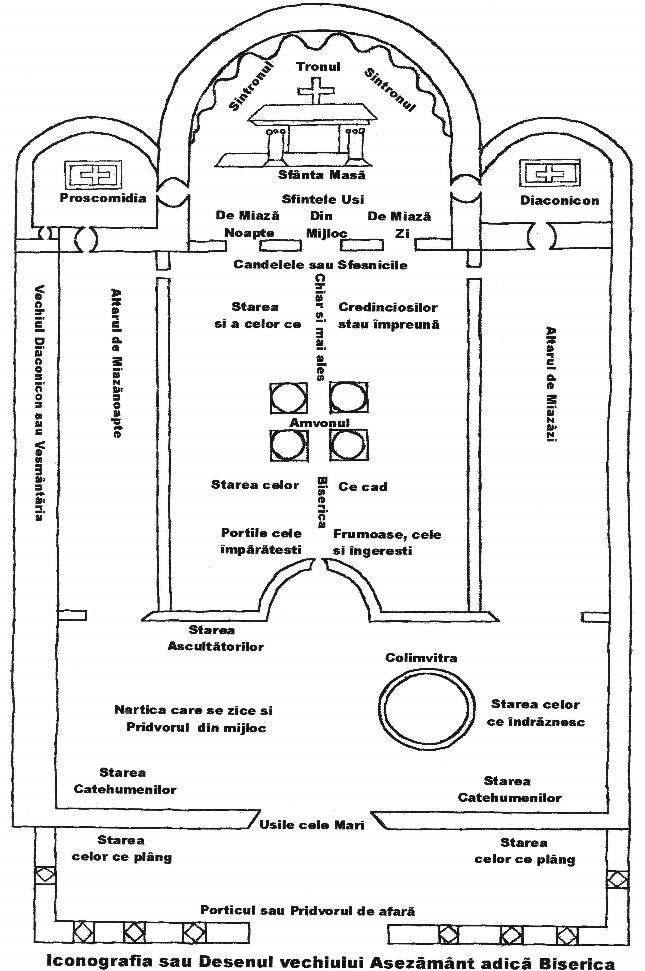 Tronul
Sintronul
Sintronul
Sfânta Masă
Proscomidia
Diaconicon
Sfintele Usi
De Miază
Noapte
Din
Mijloc
De Miază
Zi
Candelele sau Sfesnicile
Vechiul Diaconicon sau Vesmântăria
Altarul de Miazănoapte
Chiar si mai ales
Biserica
Altarul de Miazăzi
Starea
si a celor ce
Credinciosilor
stau împreună
Amvonul
Starea celor
Ce cad
Portile cele
împărătesti
Frumoase, cele
si îngeresti
Starea
Ascultătorilor
Colimvitra
Nartica care se zice si
Pridvorul din mijloc
Starea celor
ce îndrăznesc
Starea
Catehumenilor
Starea
Catehumenilor
Usile cele Mari
Starea
celor ce plâng
Starea
celor ce plâng
Porticul sau Pridvorul de afară
Iconografia sau Desenul vechiului Asezământ adică Biserica